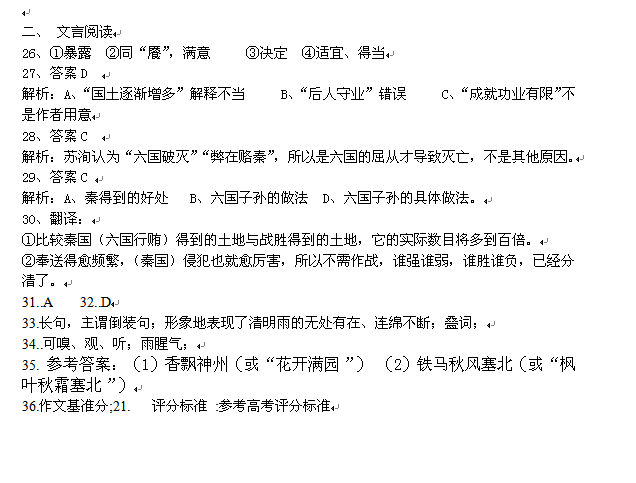 二、 文言阅读
26、①暴露  ②同“餍”，满意    ③决定  ④适宜、得当
27、答案D
解析：A、“国土逐渐增多”解释不当    B、“后人守业”错误    C、“成就功业有限”不
是作者用意
28、答案C
解析：苏洵认为“六国破灭”“弊在赂秦”，所以是六国的屈从才导致灭亡，不是其他原因。
29、答案C
解析：A、秦得到的好处  B、六国子孙的做法  D、六国子孙的具体做法。
30、翻译：
①比较秦国（六国行贿）得到的土地与战胜得到的土地，它的实际数目将多到百倍。
②奉送得愈频繁，（秦国）侵犯也就愈厉害，所以不需作战，谁强谁弱，谁胜谁负，已经分
清了。
31..A    32..D
33.长句，主谓倒装句；形象地表现了清明雨的无处有在、连绵不断；叠词；
34..可嗅、观、听；雨腥气；
35. 参考答案：（1）香飘神州（或“花开满园 ”） （2）铁马秋风塞北（或“枫
叶秋霜塞北 ”）
36.作文基准分;21.   评分标准 :参考高考评分标准